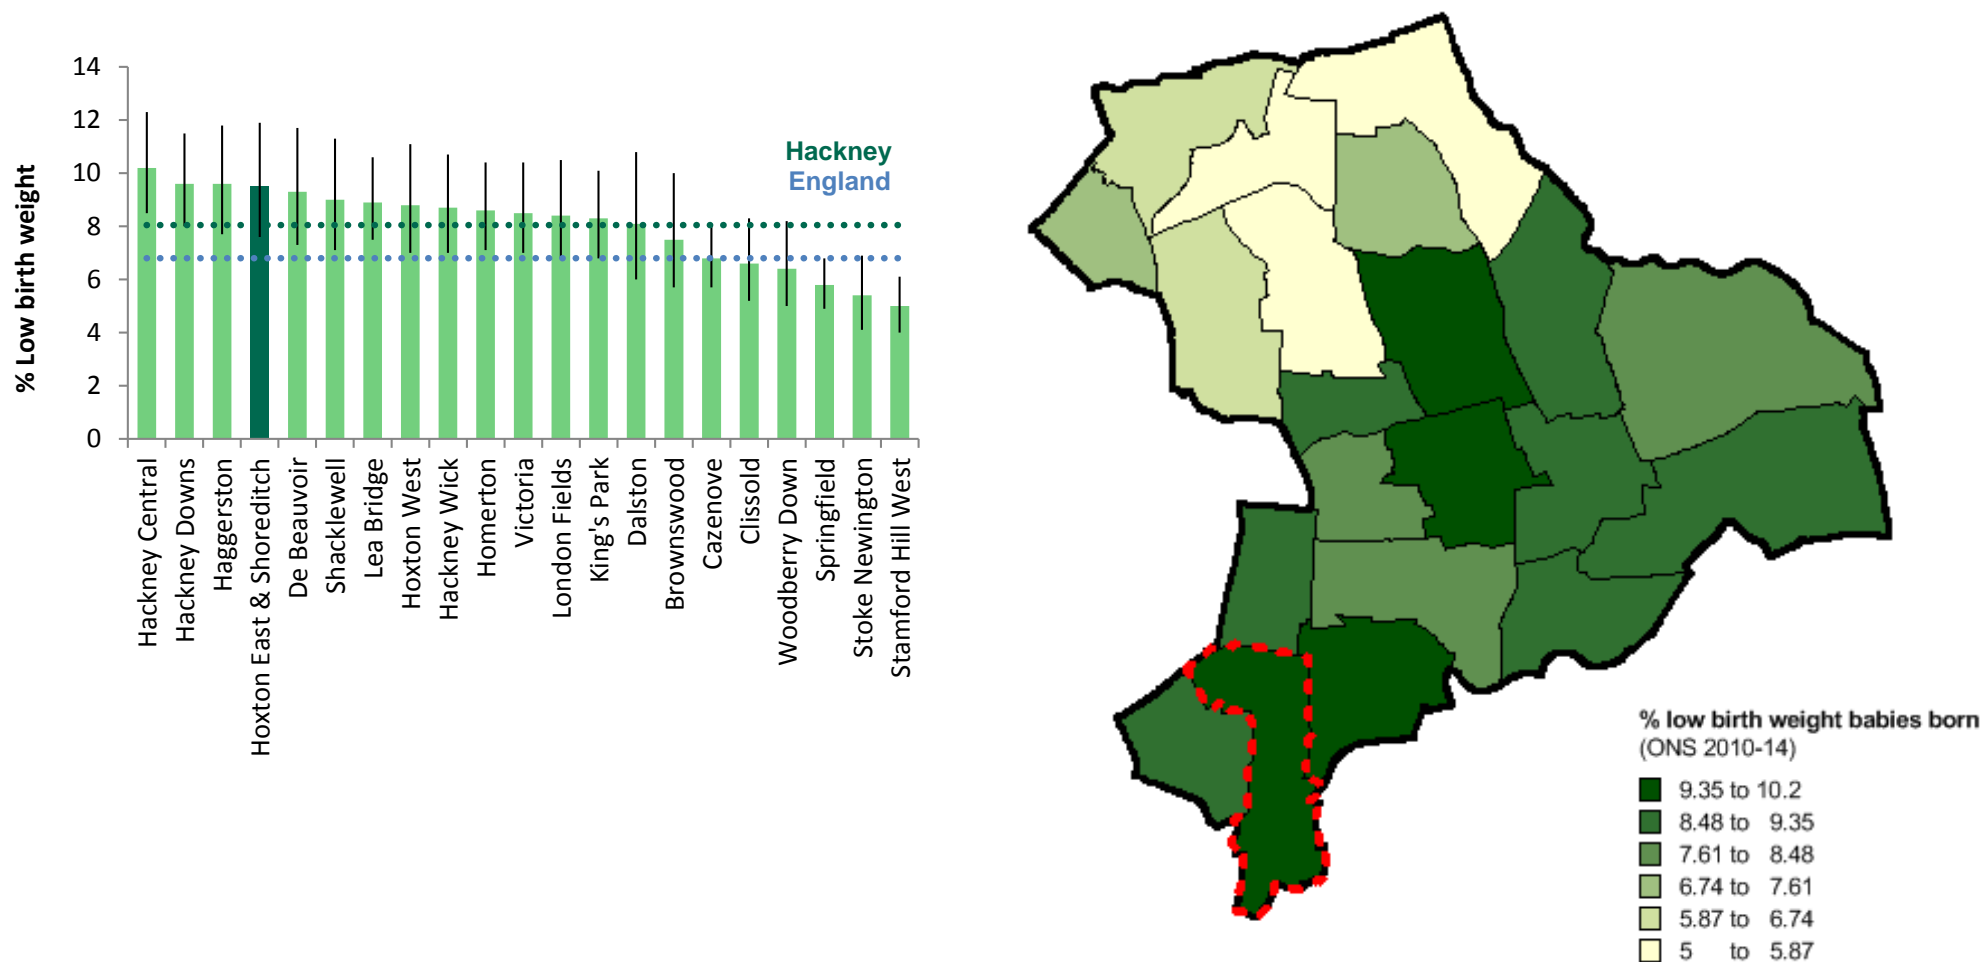 % Low birth weight
14
12
10
8
6
4
2
0
Hackney
England
Hackney Central
Hackney Downs
Haggerston
Hoxton East & Shoreditch
De Beauvoir
Shacklewell
Lea Bridge
Hoxton West
Hackney Wick
Homerton
Victoria
London Fields
King's Park
Dalston
Brownswood
Cazenove
Clissold
Woodberry Down
Springfield
Stoke Newington
Stamford Hill West
% low birth weight babies born
(ONS 2010-14)
9.35 to 10.2
8.48 to 9.35
7.61 to 8.48
6.74 to 7.61
5.87 to 6.74
5 to 5.87